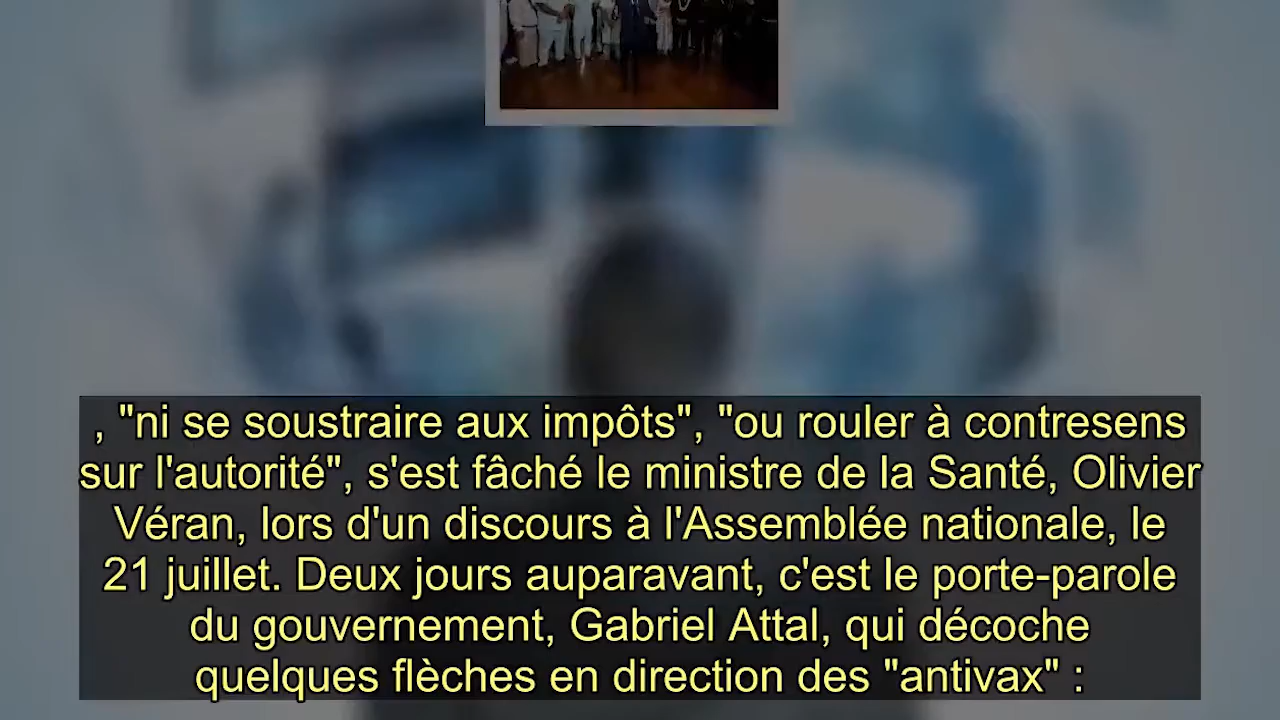 , "ni se soustraire aux impôts", "ou rouler à contresens
sur l'autorité", s'est fâché le ministre de la Santé, Olivier
Véran, lors d'un discours à l'Assemblée nationale, le
21 juillet. Deux jours auparavant, c'est le porte-parole
du gouvernement, Gabriel Attal, qui décoche
quelques flèches en direction des "antivax" :